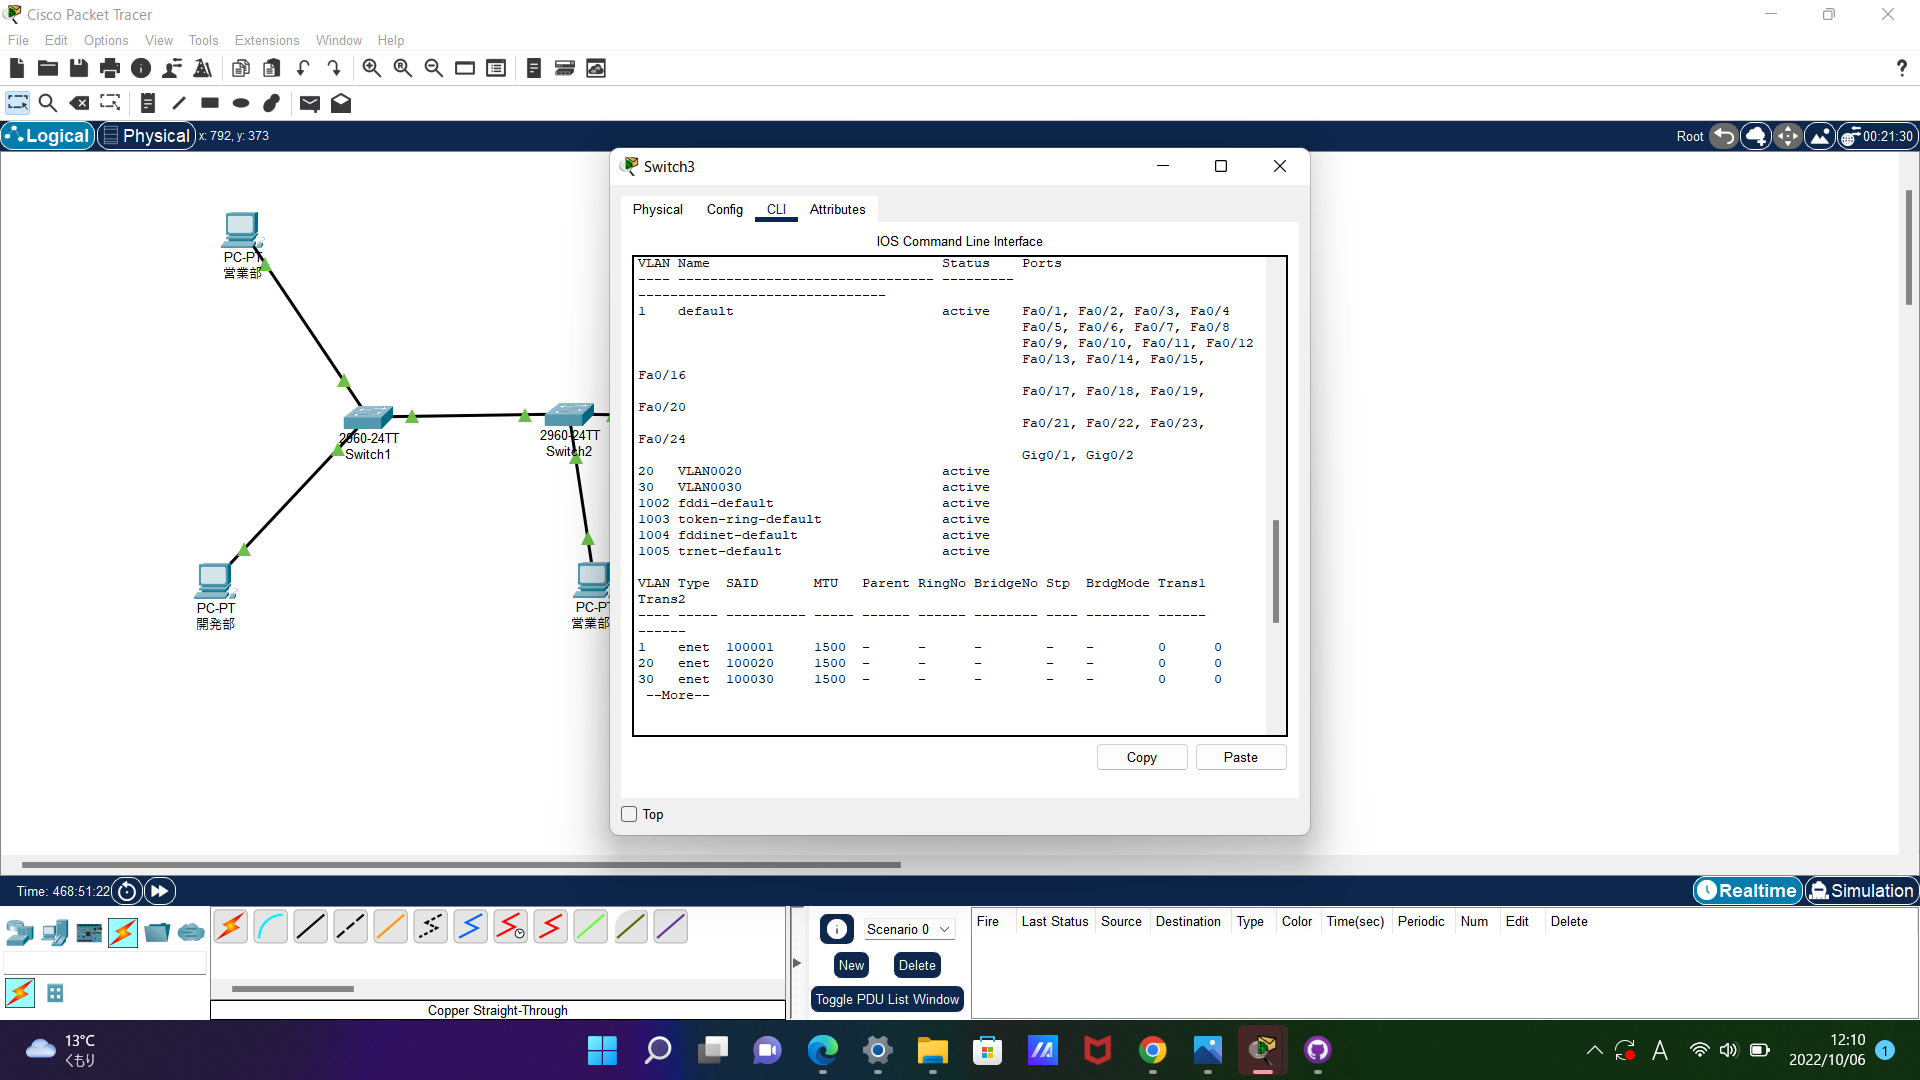 Cisco Packet Tracer
File Edit Options View Tools Extensions Window Help
Logical Physical x: 792, y: 373
Root 00:21:30
Switch3
Physical Config CLI Attributes
IOS Command Line Interface
VLAN Name Status Ports
---- -------------------------------- ---------
-------------------------------
1 default active Fa0/1, Fa0/2, Fa0/3, Fa0/4
Fa0/5, Fa0/6, Fa0/7, Fa0/8
Fa0/9, Fa0/10, Fa0/11, Fa0/12
Fa0/13, Fa0/14, Fa0/15,
Fa0/16
Fa0/17, Fa0/18, Fa0/19,
Fa0/20
Fa0/21, Fa0/22, Fa0/23,
Fa0/24
Gig0/1, Gig0/2
20 VLAN0020 active
30 VLAN0030 active
1002 fddi-default active
1003 token-ring-default active
1004 fddinet-default active
1005 trnet-default active
VLAN Type SAID MTU Parent RingNo BridgeNo Stp BrdgMode Trans1
Trans2
---- ----- ---------- ----- ------ ------ -------- ---- -------- ------
------
1 enet 100001 1500 - - - - - 0 0
20 enet 100020 1500 - - - - - 0 0
30 enet 100030 1500 - - - - - 0 0
--More--
Copy Paste
Top
PC-PT
営業部
2960-24TT
Switch1
2960-24TT
Switch2
PC-PT
開発部
PC-PT
営業部
Time: 468:51:22
Realtime Simulation
Copper Straight-Through
Scenario 0
New Delete
Toggle PDU List Window
Fire Last Status Source Destination Type Color Time(sec) Periodic Num Edit Delete
13°C
くもり
A
12:10
2022/10/06
1